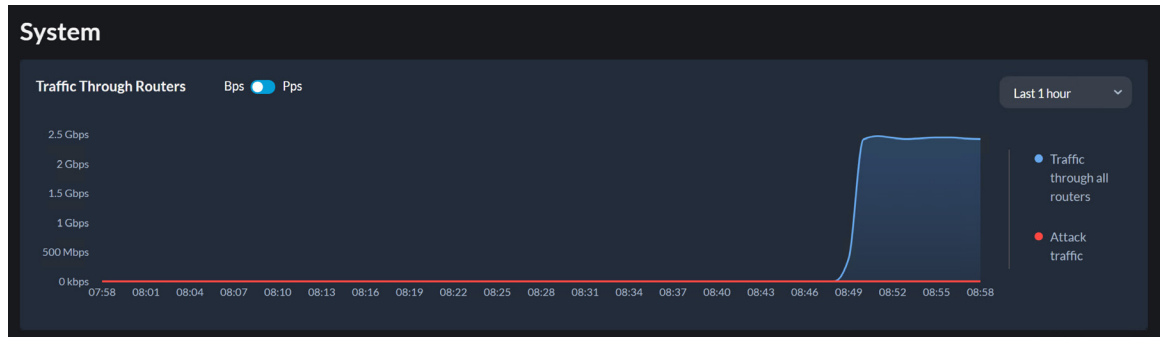 System
Traffic Through Routers
Bps
Pps
Last 1 hour
2.5 Gbps
2 Gbps
1.5 Gbps
1 Gbps
500 Mbps
0 kbps
07:58 08:01 08:04 08:07 08:10 08:13 08:16 08:19 08:22 08:25 08:28 08:31 08:34 08:37 08:40 08:43 08:46 08:49 08:52 08:55 08:58
Traffic
through all
routers
Attack
traffic